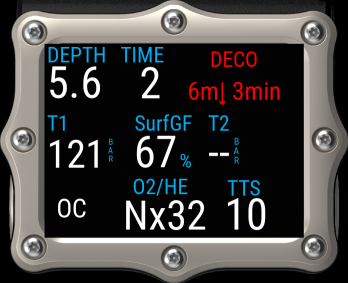 DEPTH TIME DECO
5.6 2 6m↓ 3min
T1 SurfGF T2
121 BAR 67% -- BAR
O2/HE TTS
OC Nx32 10